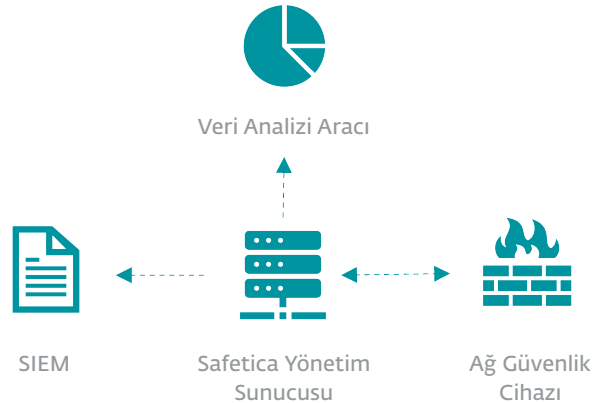 Veri Analizi Aracı
SIEM
Safetica Yönetim
Sunucusu
Ağ Güvenlik
Cihazı